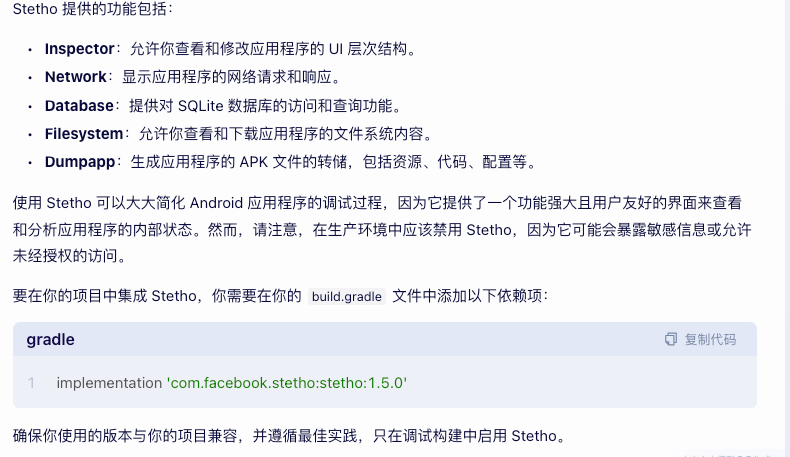 Stetho 提供的功能包括：
• Inspector：允许你查看和修改应用程序的 UI 层次结构。
• Network：显示应用程序的网络请求和响应。
• Database：提供对 SQLite 数据库的访问和查询功能。
• Filesystem：允许你查看和下载应用程序的文件系统内容。
• Dumpapp：生成应用程序的 APK 文件的转储，包括资源、代码、配置等。
使用 Stetho 可以大大简化 Android 应用程序的调试过程，因为它提供了一个功能强大且用户友好的界面来查看
和分析应用程序的内部状态。然而，请注意，在生产环境中应该禁用 Stetho，因为它可能会暴露敏感信息或允许
未经授权的访问。
要在你的项目中集成 Stetho，你需要在你的 build.gradle 文件中添加以下依赖项：
gradle 复制代码
1 implementation 'com.facebook.stetho:stetho:1.5.0'
确保你使用的版本与你的项目兼容，并遵循最佳实践，只在调试构建中启用 Stetho。